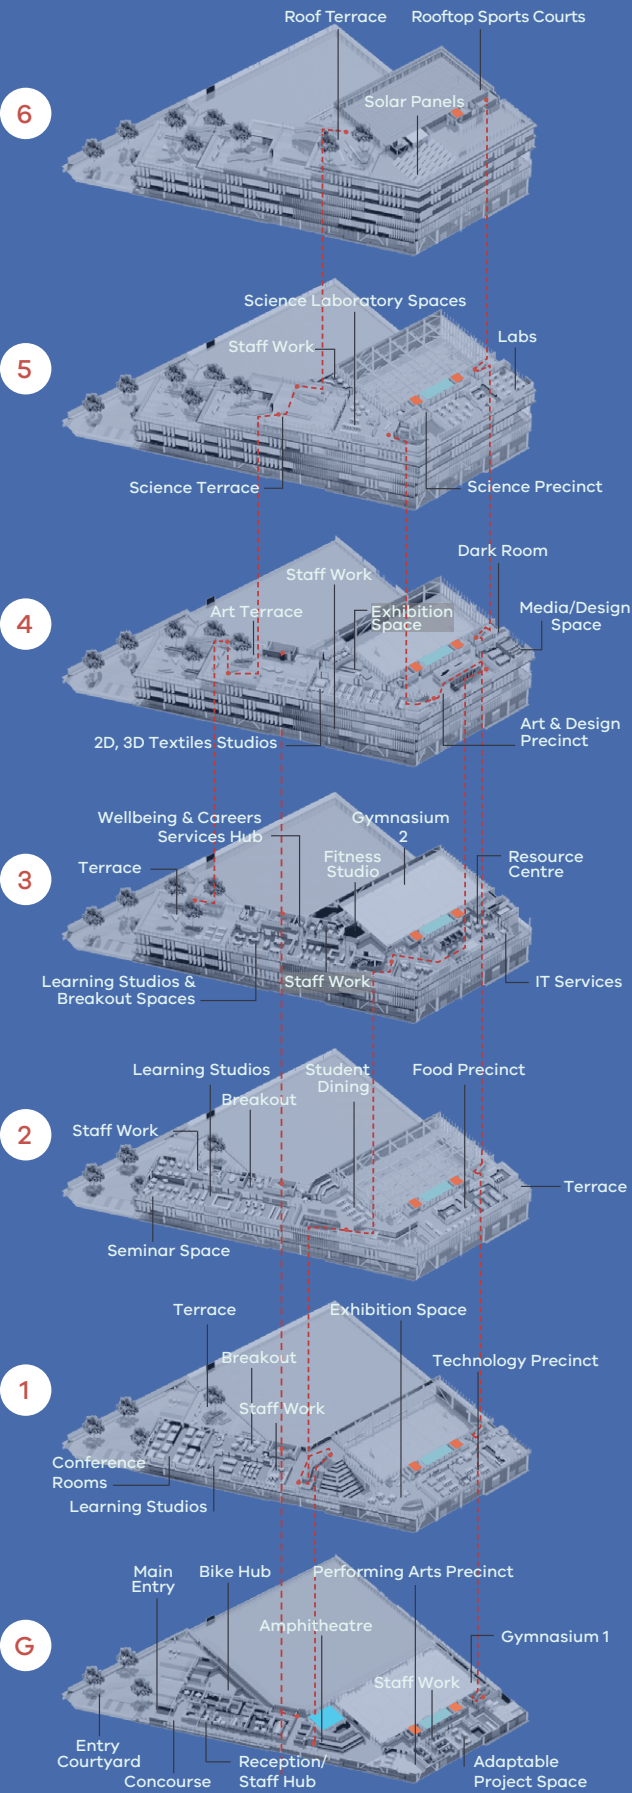 Roof Terrace
Rooftop Sports Courts
6
Solar Panels
Science Laboratory Spaces
Staff Work
Labs
5
Science Terrace
Science Precinct
Dark Room
Staff Work
Media/Design
Space
Art Terrace
Exhibition
Space
4
2D, 3D Textiles Studios
Art & Design
Precinct
Wellbeing & Careers
Services Hub
Gymnasium
2
Fitness
Studio
Resource
Centre
Terrace
3
Learning Studios &
Breakout Spaces
Staff Work
IT Services
Learning Studios
Student
Dining
Food Precinct
Breakout
Staff Work
2
Terrace
Seminar Space
Terrace
Exhibition Space
Breakout
Technology Precinct
1
Staff Work
Conference
Rooms
Learning Studios
Main
Entry
Bike Hub
Performing Arts Precinct
Amphitheatre
Gymnasium 1
G
Staff Work
Entry
Courtyard
Concourse
Reception/
Staff Hub
Adaptable
Project Space